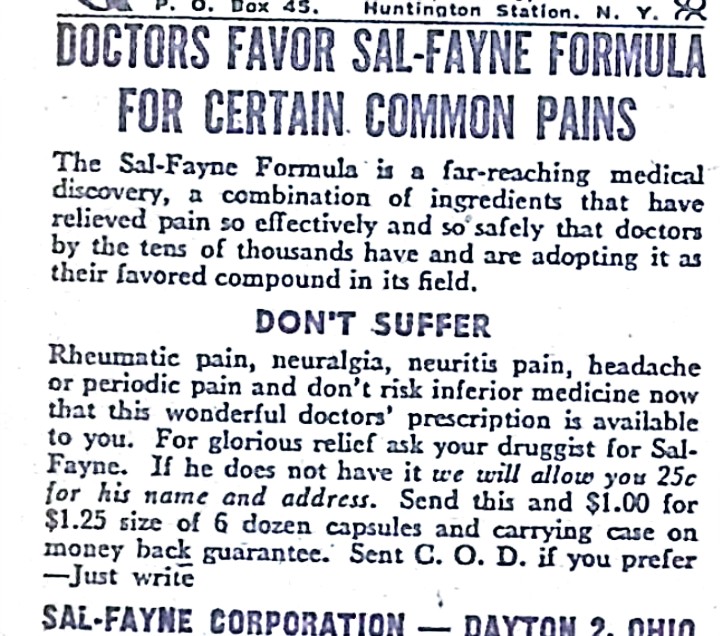 P. O. Box 45. Huntington Station, N. Y.
DOCTORS FAVOR SAL-FAYNE FORMULA
FOR CERTAIN COMMON PAINS
The Sal-Fayne Formula is a far-reaching medical
discovery, a combination of ingredients that have
relieved pain so effectively and so safely that doctors
by the tens of thousands have and are adopting it as
their favored compound in its field.
DON'T SUFFER
Rheumatic pain, neuralgia, neuritis pain, headache
or periodic pain and don't risk inferior medicine now
that this wonderful doctors' prescription is available
to you. For glorious relief ask your druggist for Sal-
Fayne. If he does not have it we will allow you 25c
for his name and address. Send this and $1.00 for
$1.25 size of 6 dozen capsules and carrying case on
money back guarantee. Sent C. O. D. if you prefer
—Just write
SAL-FAYNE CORPORATION — DAYTON 2, OHIO